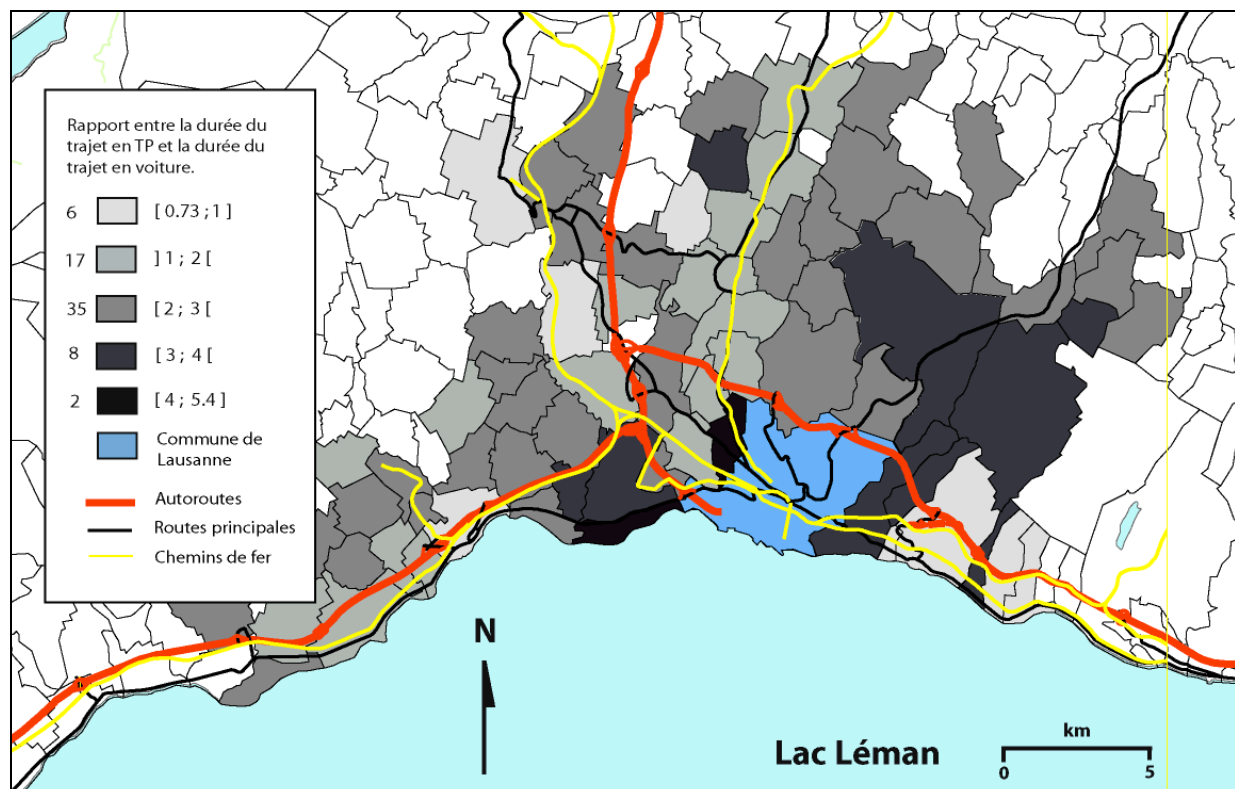 Rapport entre la durée du
trajet en TP et la durée du
trajet en voiture.
6 [ 0.73 ; 1 ]
17 ] 1 ; 2 [
35 [ 2 ; 3 [
8 [ 3 ; 4 [
2 [ 4 ; 5.4 ]
Commune de
Lausanne
Autoroutes
Routes principales
Chemins de fer
N
Lac Léman
km
0 5